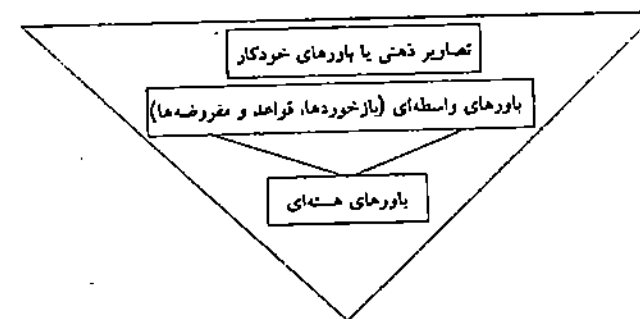 تصاویر ذهنی یا باورهای خودکار
باورهای واسطه‌ای (بازخوردها، قواعد و مفروضه‌ها)
باورهای هسته‌ای